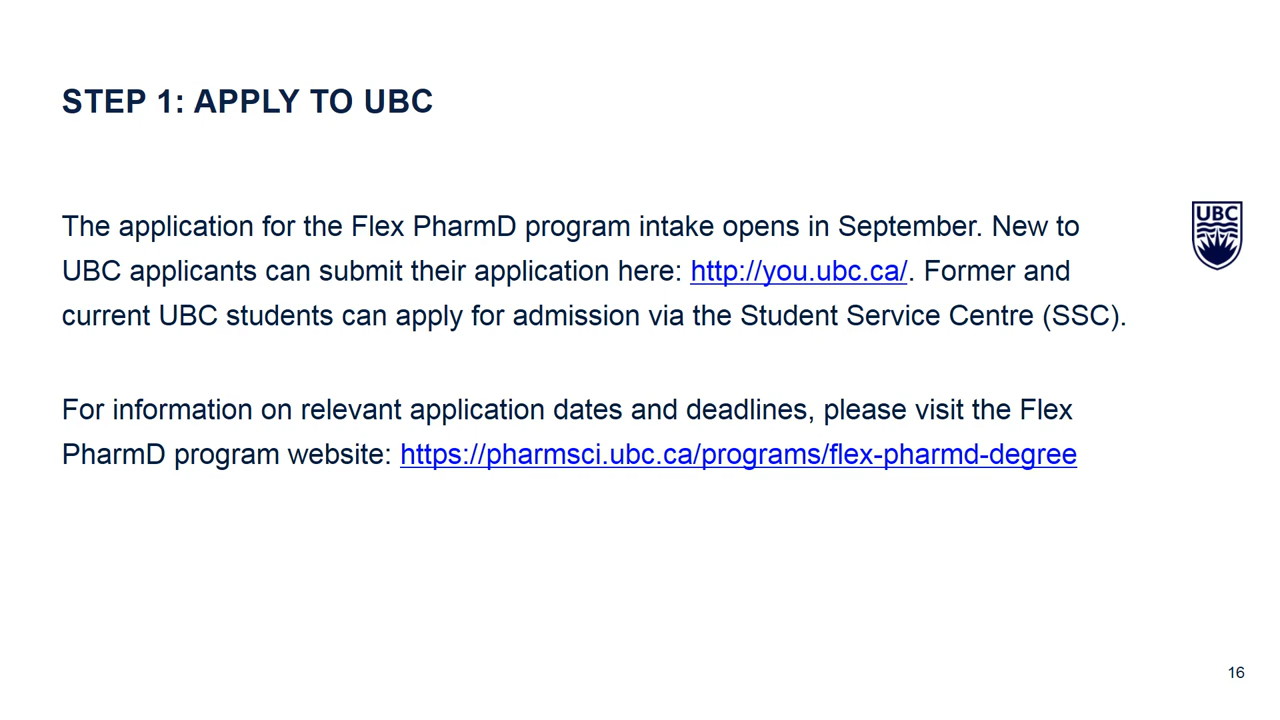 STEP 1: APPLY TO UBC
The application for the Flex PharmD program intake opens in September. New to
UBC applicants can submit their application here: http://you.ubc.ca/. Former and
current UBC students can apply for admission via the Student Service Centre (SSC).
For information on relevant application dates and deadlines, please visit the Flex
PharmD program website: https://pharmsci.ubc.ca/programs/flex-pharmd-degree
UBC
16